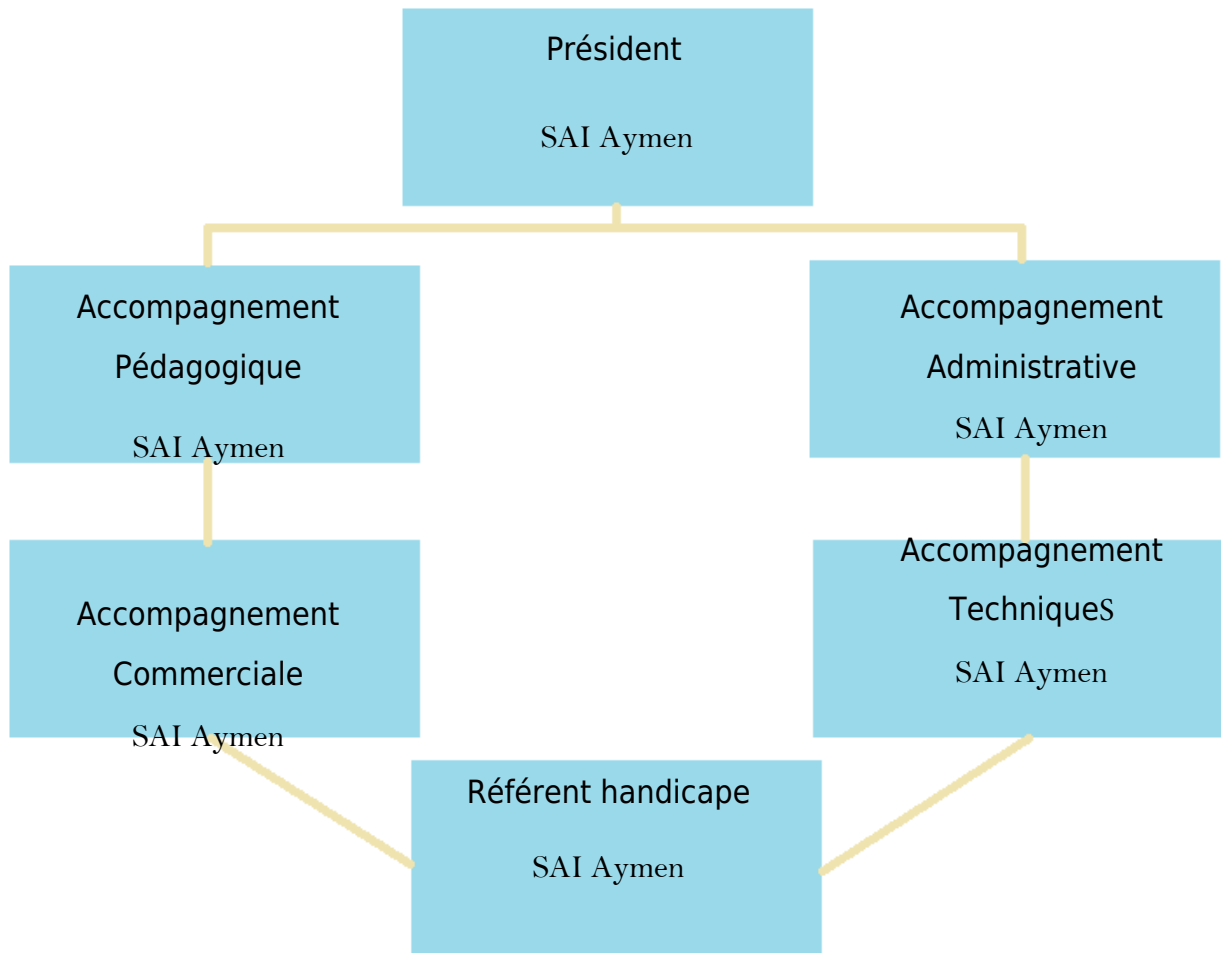 Président
SAI Aymen
Accompagnement
Pédagogique
SAI Aymen
Accompagnement
Administrative
SAI Aymen
Accompagnement
Commerciale
SAI Aymen
Accompagnement
TechniqueS
SAI Aymen
Référent handicape
SAI Aymen